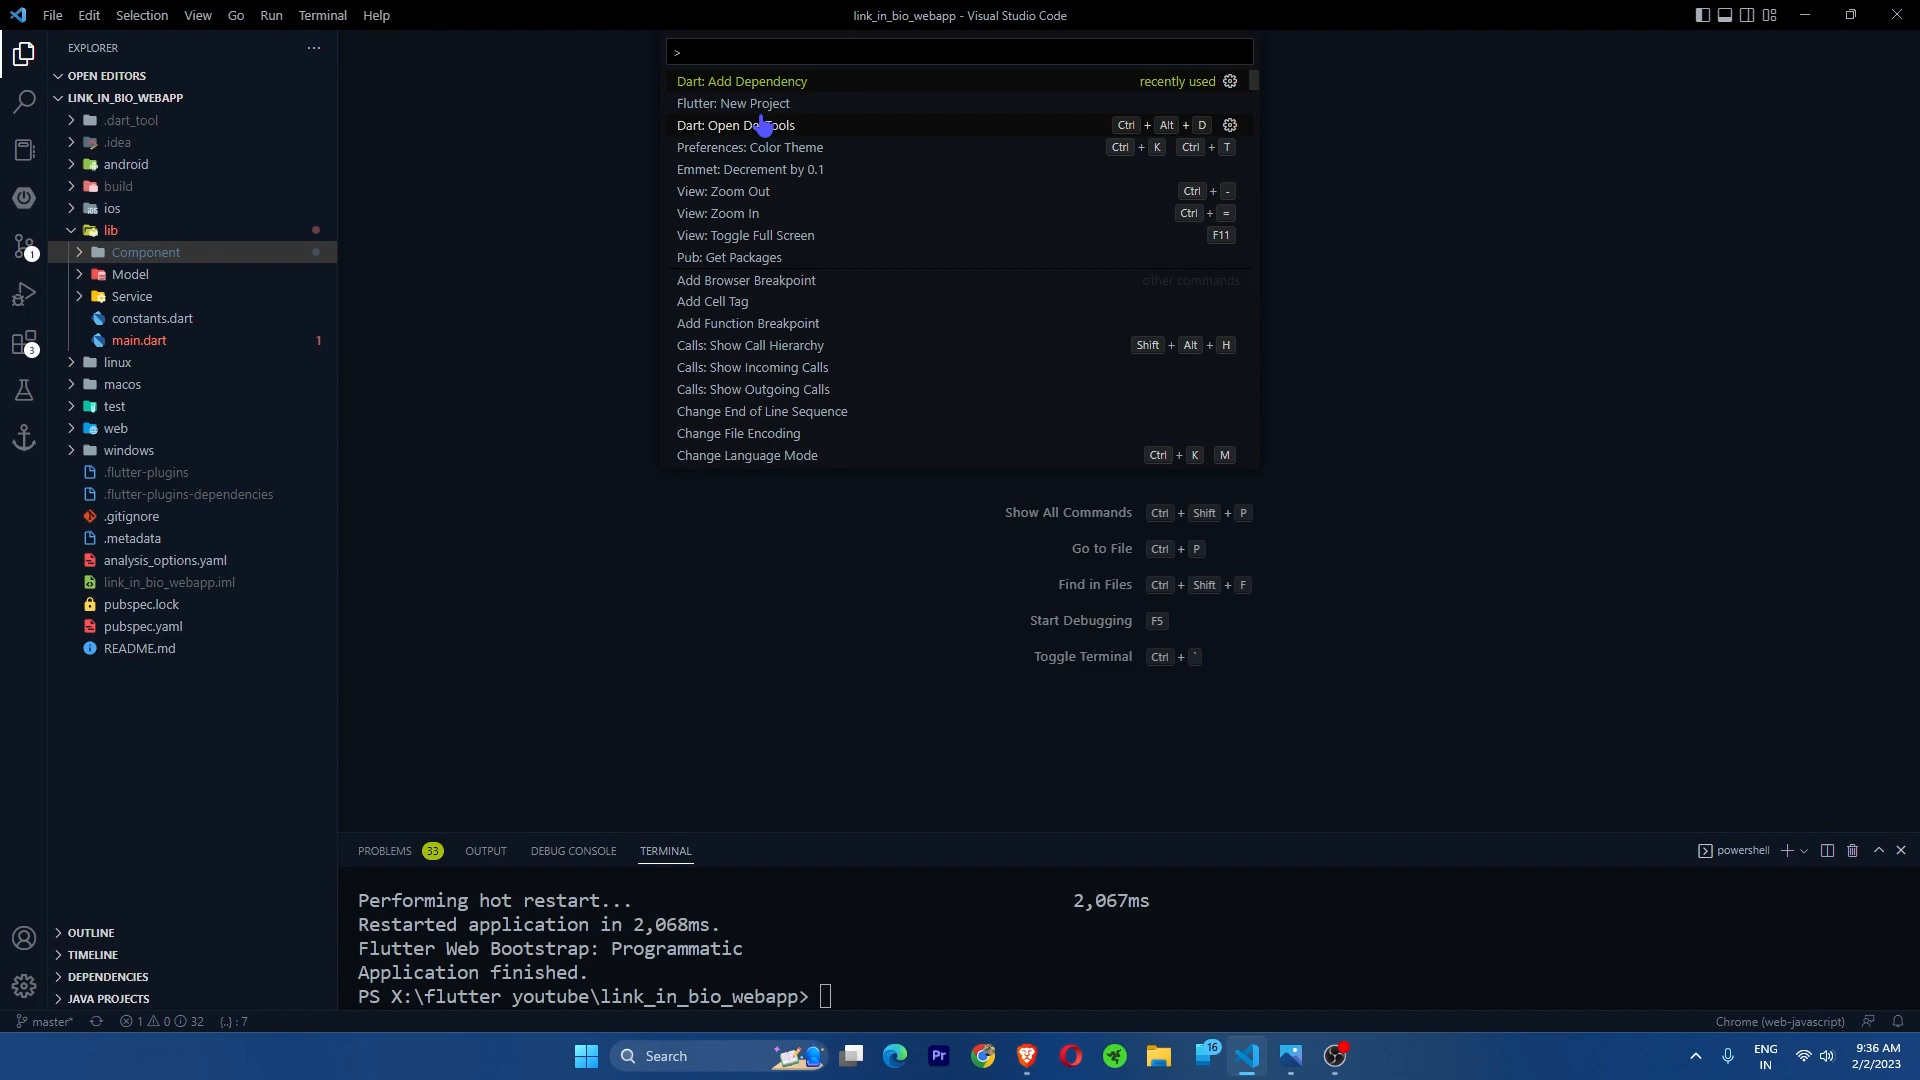 File Edit Selection View Go Run Terminal Help
link_in_bio_webapp - Visual Studio Code
EXPLORER
OPEN EDITORS
LINK_IN_BIO_WEBAPP
.dart_tool
.idea
android
build
ios
lib
Component
Model
Service
constants.dart
main.dart 1
linux
macos
test
web
windows
.flutter-plugins
.flutter-plugins-dependencies
.gitignore
.metadata
analysis_options.yaml
link_in_bio_webapp.iml
pubspec.lock
pubspec.yaml
README.md
OUTLINE
TIMELINE
DEPENDENCIES
JAVA PROJECTS
1
3
>
Dart: Add Dependency recently used
Flutter: New Project
Dart: Open De Tools Ctrl + Alt + D
Preferences: Color Theme Ctrl + K Ctrl + T
Emmet: Decrement by 0.1
View: Zoom Out Ctrl + -
View: Zoom In Ctrl + =
View: Toggle Full Screen F11
Pub: Get Packages
Add Browser Breakpoint other commands
Add Cell Tag
Add Function Breakpoint
Calls: Show Call Hierarchy Shift + Alt + H
Calls: Show Incoming Calls
Calls: Show Outgoing Calls
Change End of Line Sequence
Change File Encoding
Change Language Mode Ctrl + K M
Show All Commands Ctrl + Shift + P
Go to File Ctrl + P
Find in Files Ctrl + Shift + F
Start Debugging F5
Toggle Terminal Ctrl + `
PROBLEMS 33 OUTPUT DEBUG CONSOLE TERMINAL
powershell
Performing hot restart... 2,067ms
Restarted application in 2,068ms.
Flutter Web Bootstrap: Programmatic
Application finished.
PS X:\flutter youtube\link_in_bio_webapp>
master* 1 0 32 {..} : 7
Chrome (web-javascript)
Search
Pr
16
ENG
IN
9:36 AM
2/2/2023